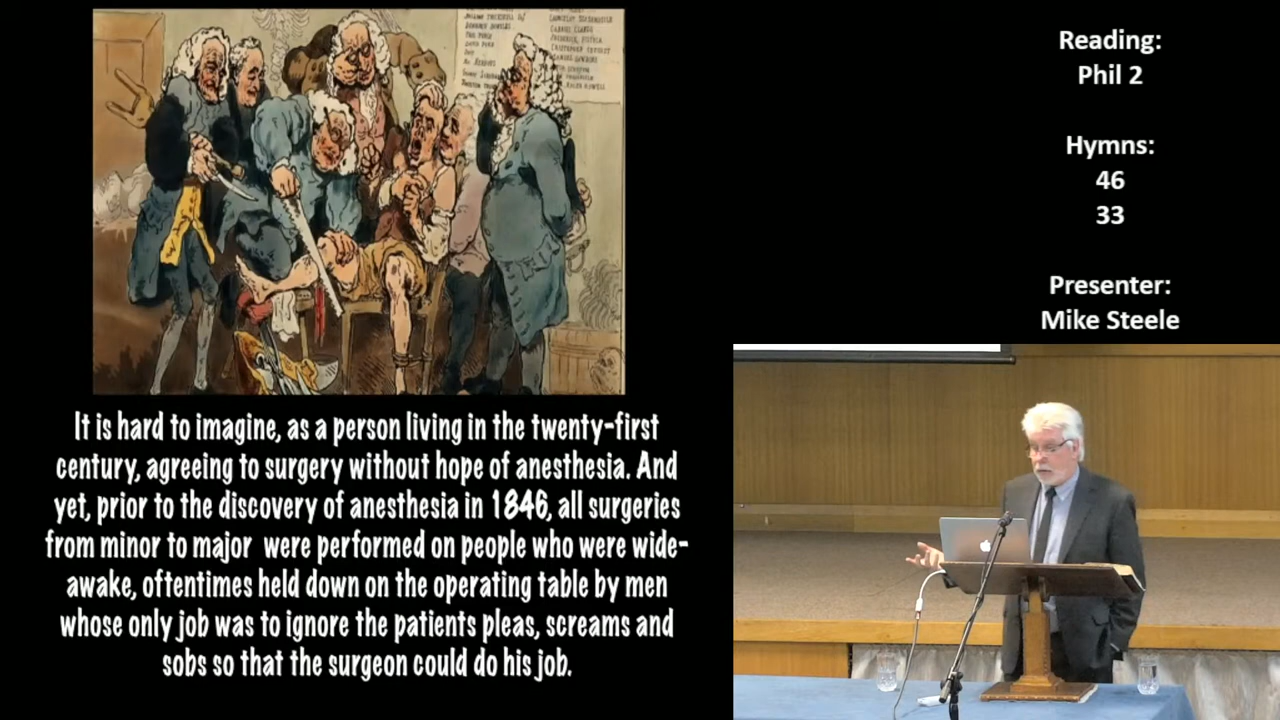 It is hard to imagine, as a person living in the twenty-first
century, agreeing to surgery without hope of anesthesia. And
yet, prior to the discovery of anesthesia in 1846, all surgeries
from minor to major were performed on people who were wide-
awake, oftentimes held down on the operating table by men
whose only job was to ignore the patients pleas, screams and
sobs so that the surgeon could do his job.
Reading:
Phil 2
Hymns:
46
33
Presenter:
Mike Steele